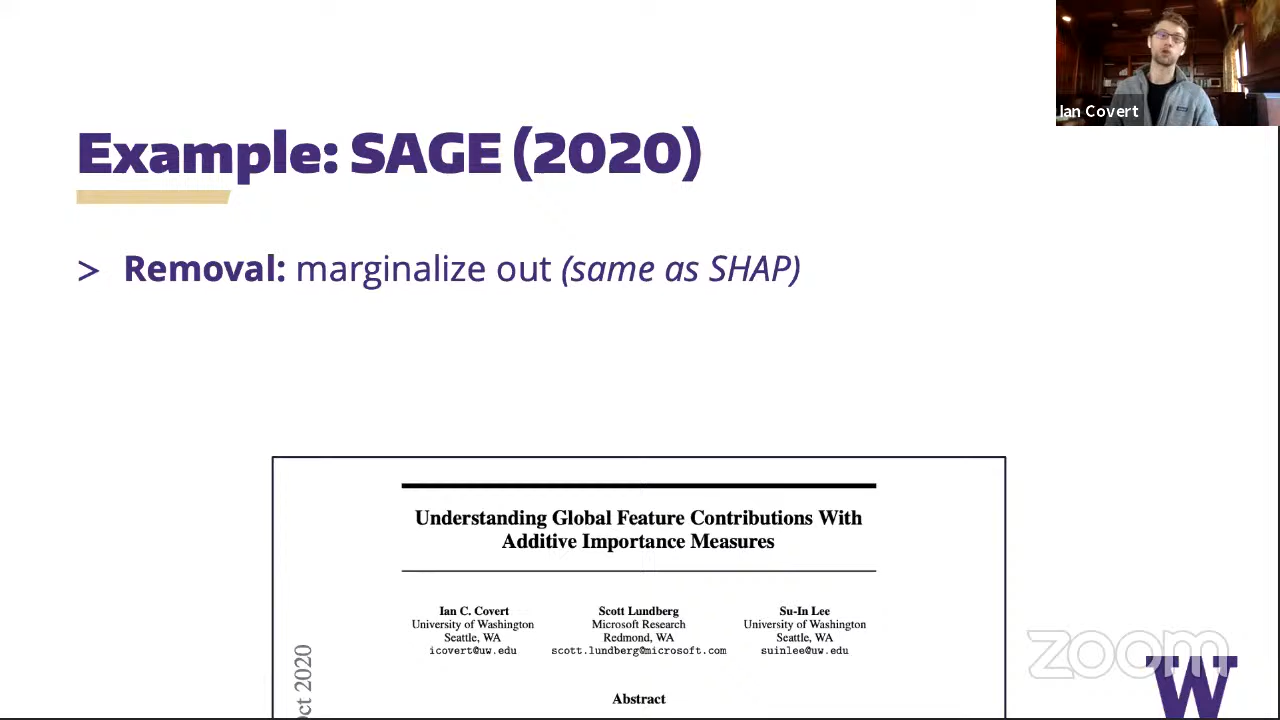 Ian Covert
Example: SAGE (2020)
> Removal: marginalize out (same as SHAP)
Understanding Global Feature Contributions With
Additive Importance Measures
Ian C. Covert
University of Washington
Seattle, WA
icovert@uw.edu
Scott Lundberg
Microsoft Research
Redmond, WA
scott.lundberg@microsoft.com
Su-In Lee
University of Washington
Seattle, WA
suinlee@uw.edu
Abstract
2020
zoom
W